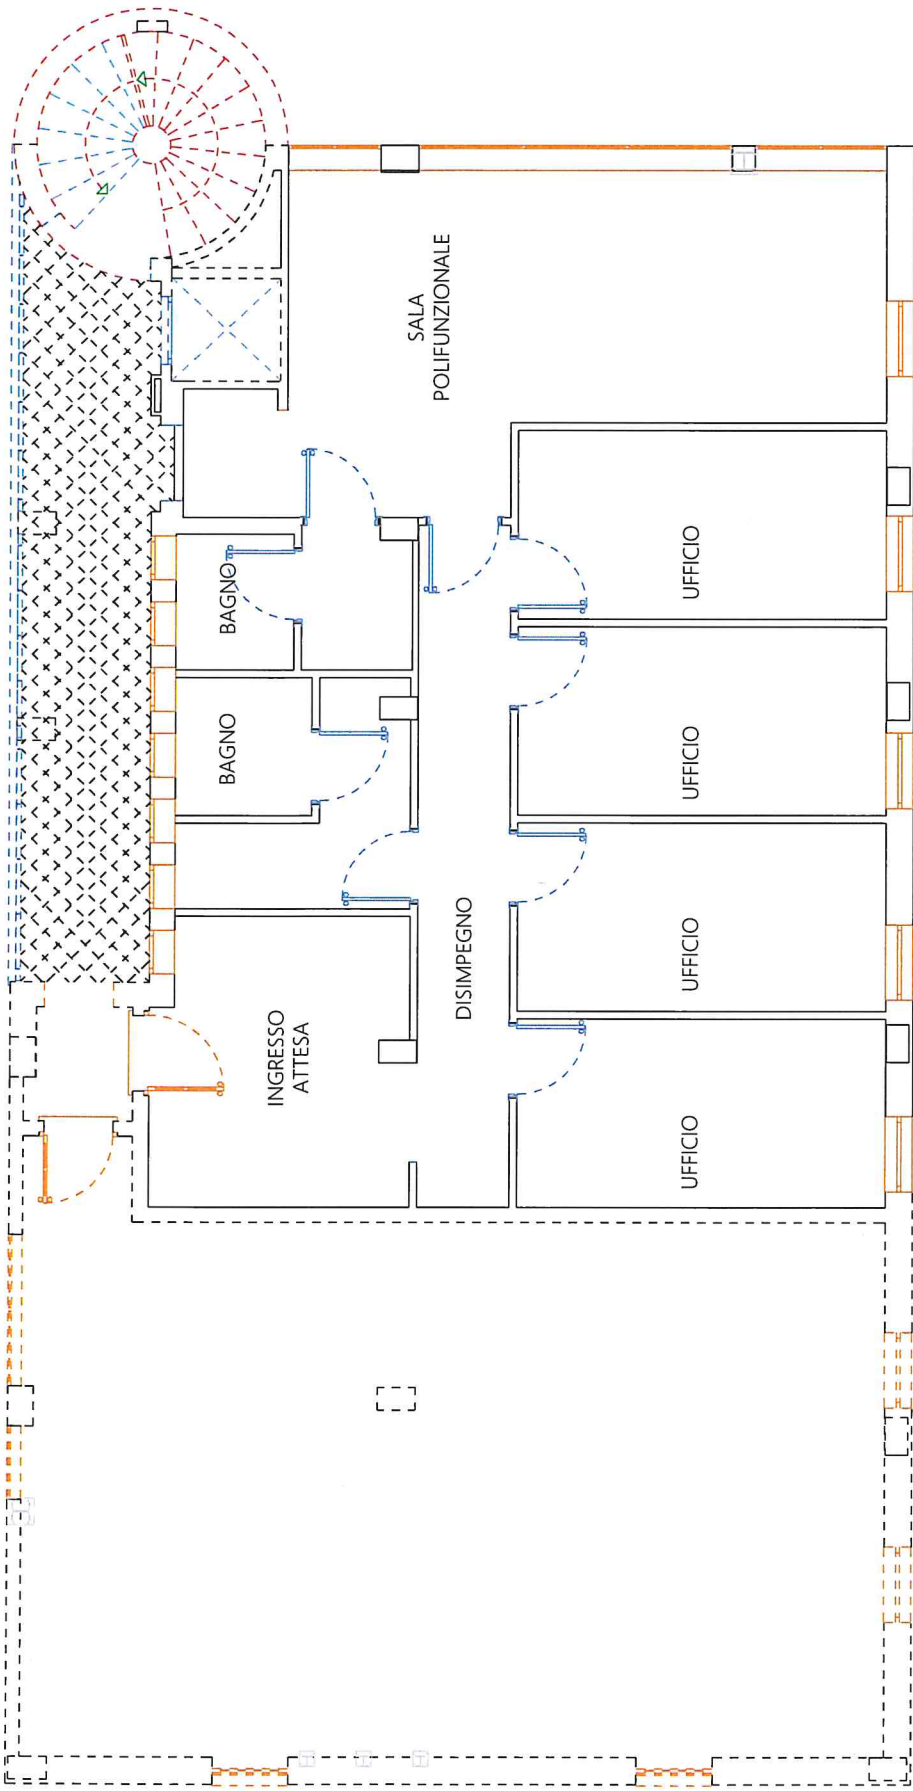 INGRESSO
ATTESA
BAGNO
BAGNO
SALA
POLIFUNZIONALE
DISIMPEGNO
UFFICIO
UFFICIO
UFFICIO
UFFICIO